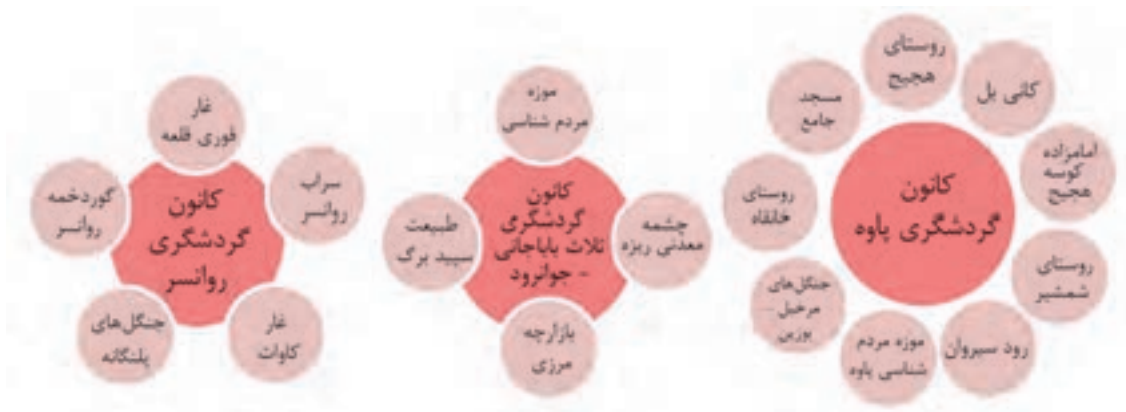 کانون
گردشگری پاوه
روستای
هجیج
کانی بل
امامزاده
کوسه
هجیج
روستای
شمشیر
رود سیروان
موزه مردم
شناسی پاوه
جنگل‌های
مرخیل -
بوزین
روستای
خانقاه
مسجد
جامع
کانون
گردشگری
ثلاث باباجانی
- جوانرود
موزه
مردم شناسی
چشمه
معدنی ریزه
بازارچه
مرزی
طبیعت
سپید برگ
کانون
گردشگری
روانسر
غار
قوری قلعه
سراب
روانسر
غار
کاوات
جنگل‌های
پلنگانه
گوردخمه
روانسر